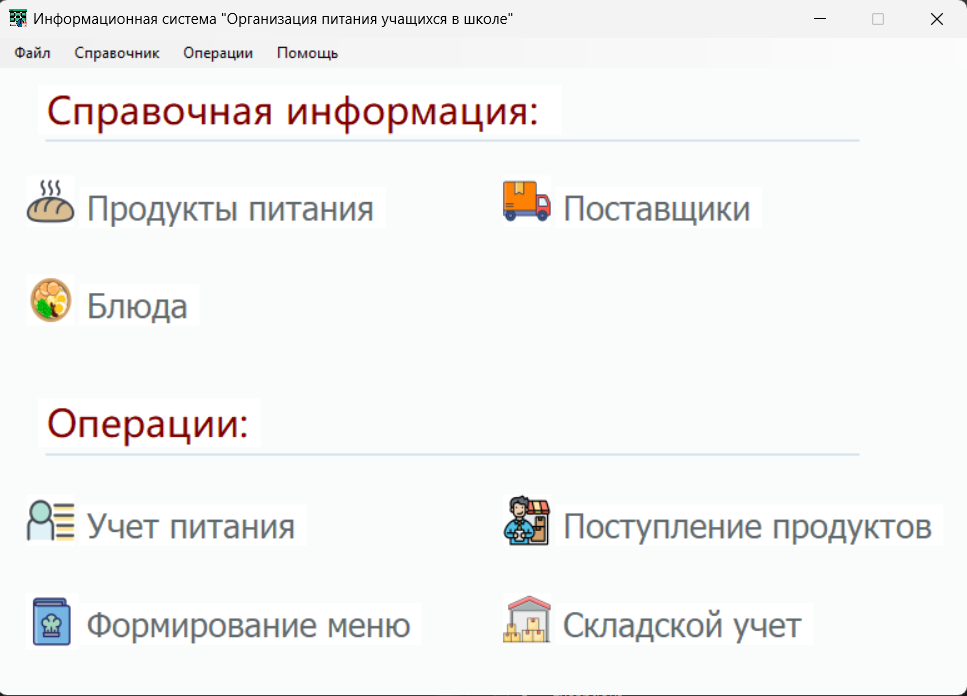 Информационная система "Организация питания учащихся в школе"
Файл Справочник Операции Помощь
Справочная информация:
Продукты питания Поставщики
Блюда
Операции:
Учет питания Поступление продуктов
Формирование меню Складской учет